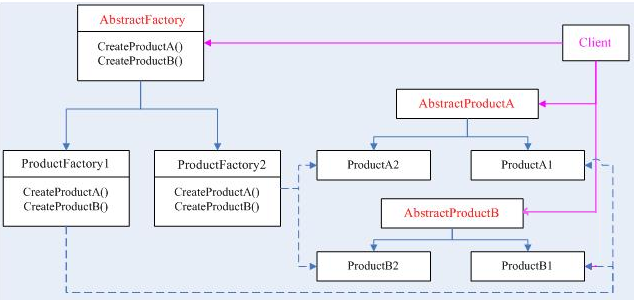 AbstractFactory
CreateProductA()
CreateProductB()
Client
AbstractProductA
ProductFactory1
CreateProductA()
CreateProductB()
ProductFactory2
CreateProductA()
CreateProductB()
ProductA2
ProductA1
AbstractProductB
ProductB2
ProductB1